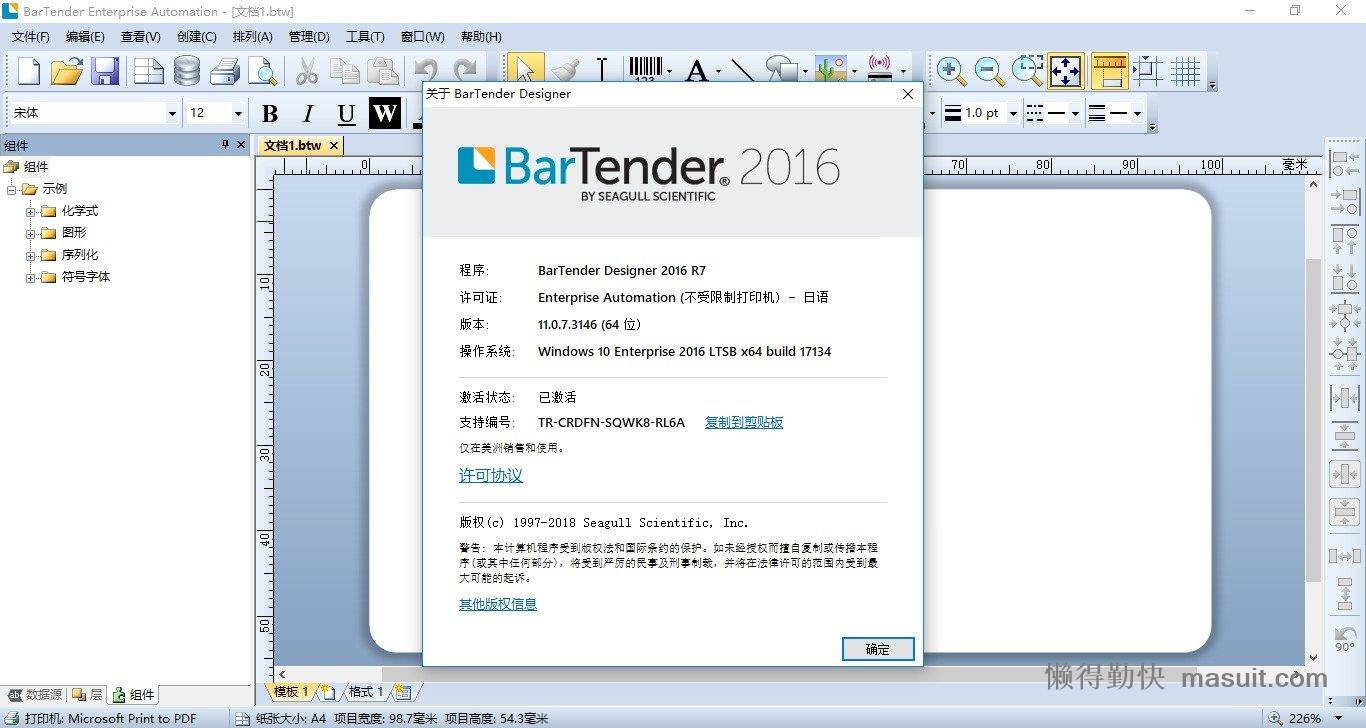 BarTender Enterprise Automation - [文档1.btw]
文件(F) 编辑(E) 查看(V) 创建(C) 排列(A) 管理(D) 工具(T) 窗口(W) 帮助(H)
123 A
宋体 12 B I U W 1.0 pt
组件 文档1.btw
关于 BarTender Designer
0 70 80 90 100 毫米
组件
示例
化学式
图形
序列化
符号字体
10
20
30
40
50
BarTender® 2016
BY SEAGULL SCIENTIFIC
程序: BarTender Designer 2016 R7
许可证: Enterprise Automation (不受限制打印机) - 日语
版本: 11.0.7.3146 (64 位)
操作系统: Windows 10 Enterprise 2016 LTSB x64 build 17134
激活状态: 已激活
支持编号: TR-CRDFN-SQWK8-RL6A 复制到剪贴板
仅在美洲销售和使用。
许可协议
版权(c) 1997-2018 Seagull Scientific, Inc.
警告: 本计算机程序受到版权法和国际条约的保护。如未经授权而擅自复制或传播本程
序(或其中任何部分), 将受到严厉的民事及刑事制裁, 并将在法律许可的范围内受到最
大可能的起诉。
其他版权信息
确定
90°
懒得勤快 masuit.com
ab 数据源 层 组件 模板 1 格式 1
打印机: Microsoft Print to PDF 纸张大小: A4 项目宽度: 98.7毫米 项目高度: 54.3毫米 226%